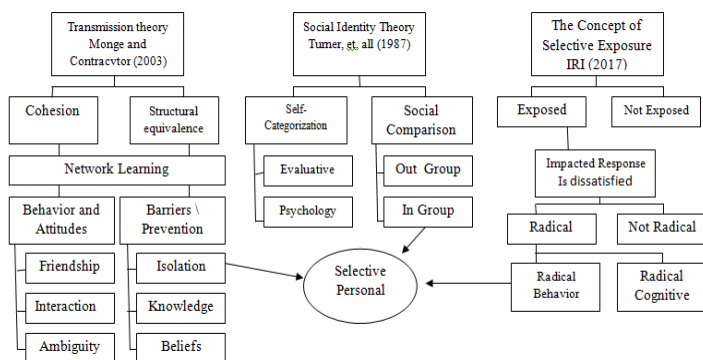 Transmission theory
Monge and
Contracvtor (2003)
Social Identity Theory
Turner, et, all (1987)
The Concept of
Selective Exposure
IRI (2017)
Cohesion
Structural
equivalence
Self-
Categorization
Social
Comparison
Exposed
Not Exposed
Network Learning
Evaluative
Out Group
Impacted Response
Is dissatisfied
Behavior and
Attitudes
Barriers \
Prevention
Psychology
In Group
Radical
Not Radical
Friendship
Isolation
Selective
Personal
Radical
Behavior
Radical
Cognitive
Interaction
Knowledge
Ambiguity
Beliefs